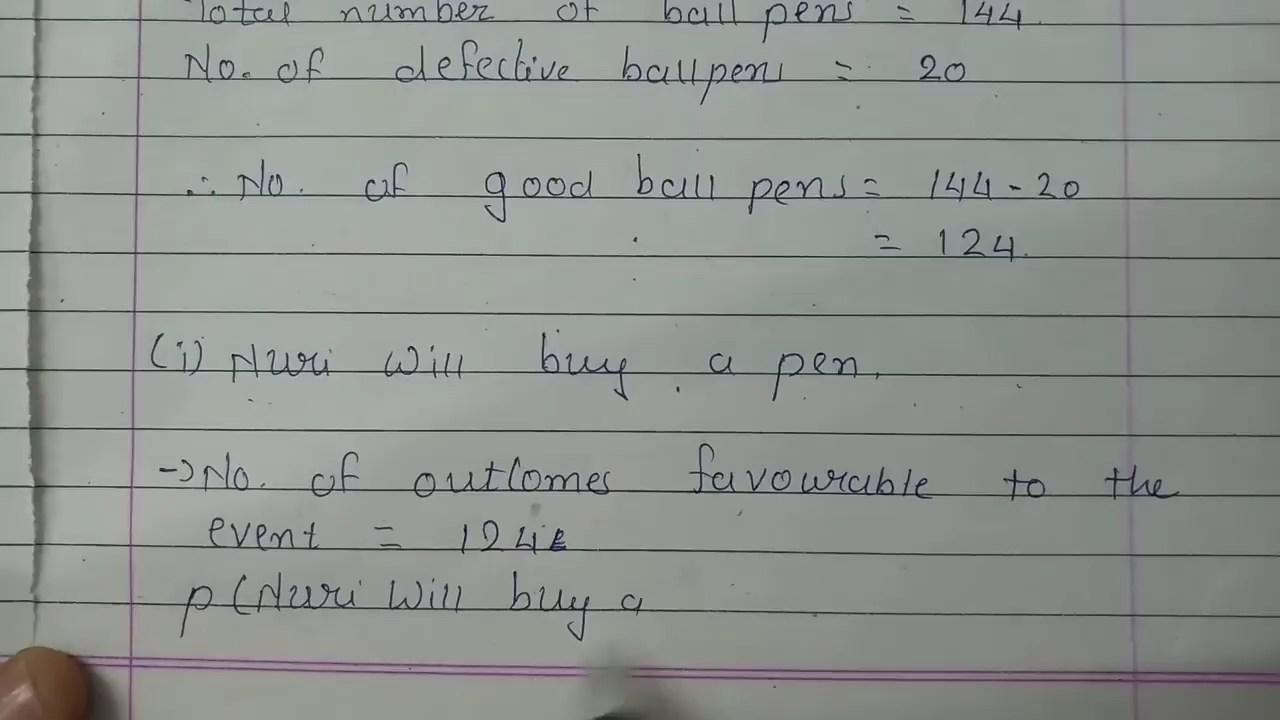 Total number of ball pens = 144.
No. of defective ballpens = 20
∴ No. of good ball pens = 144 - 20
= 124.
(i) Nuri will buy a pen.
→ No. of outcomes favourable to the
event = 124
p(Nuri Will buy a